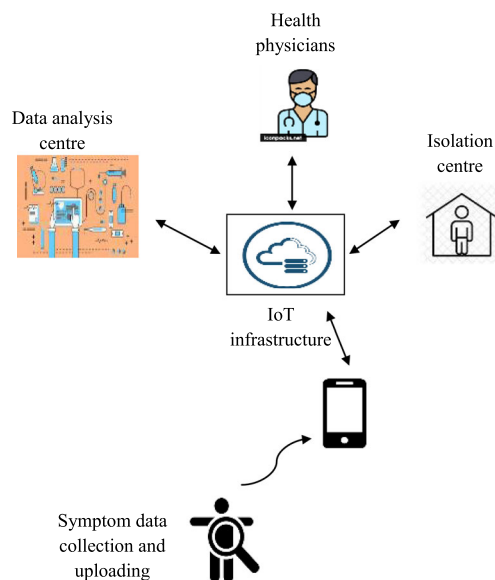 Health
physicians
iconpacks.net
Data analysis
centre
Isolation
centre
IoT
infrastructure
Symptom data
collection and
uploading